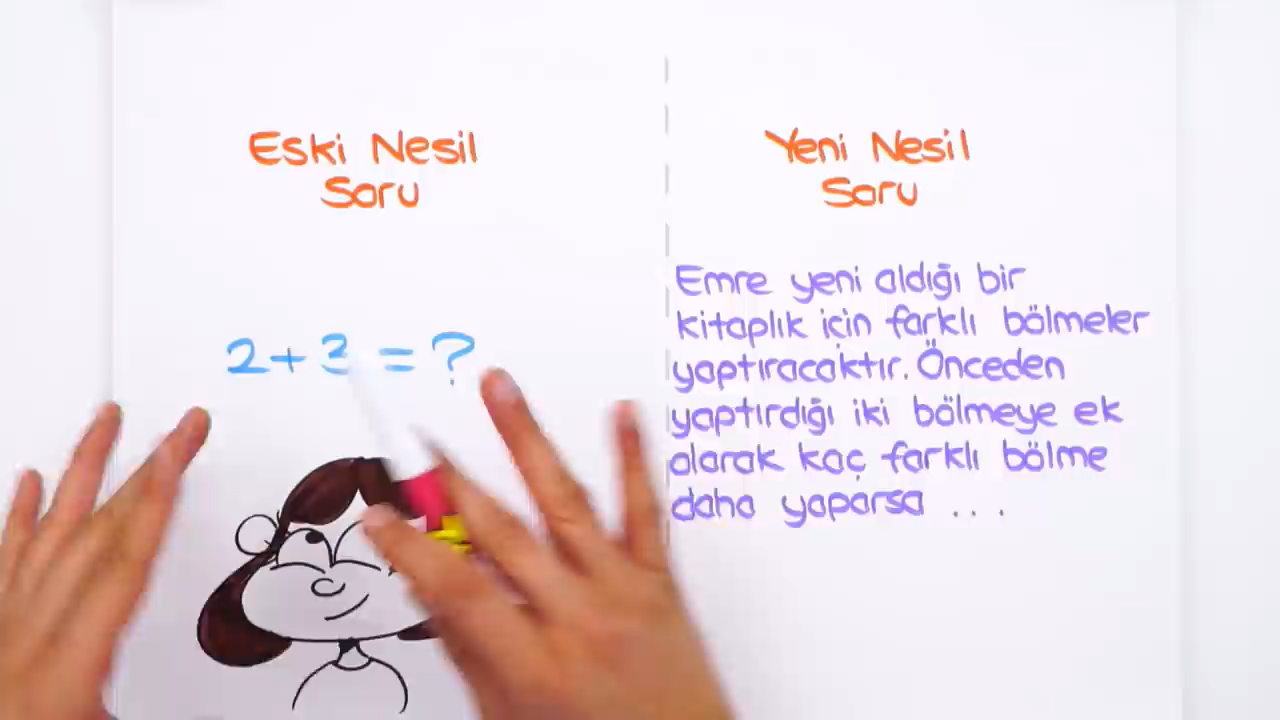 Eski Nesil
Soru
2+3 = ?
Yeni Nesil
Soru
Emre yeni aldığı bir
kitaplık için farklı bölmeler
yaptıracaktır. Önceden
yaptırdığı iki bölmeye ek
olarak kaç farklı bölme
daha yaparsa ...